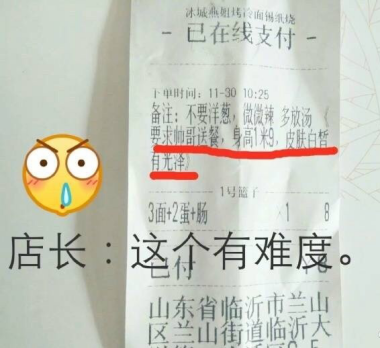 冰城燕姐烤冷面锡纸烧
- 已在线支付 -
下单时间: 11-30 10:25
备注: 不要洋葱, 微微辣 多放汤 (
要求帅哥送餐, 身高1米9, 皮肤白皙
有光泽)
1号篮子
3面+2蛋+肠 1 8
店长：这个有难度。
已付
山东省临沂市兰山
区兰山街道临沂大